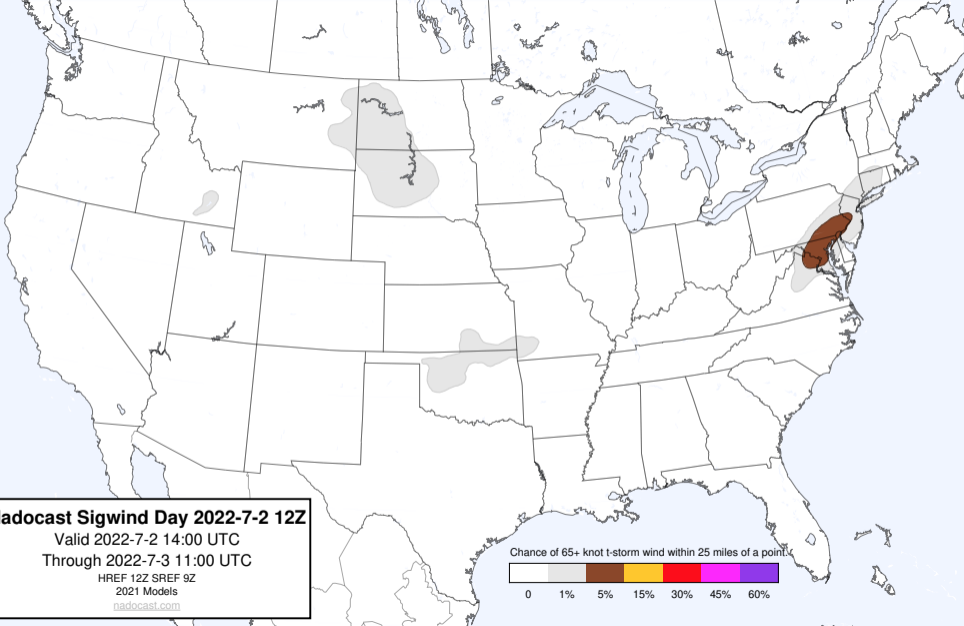 adocast Sigwind Day 2022-7-2 12Z
Valid 2022-7-2 14:00 UTC
Through 2022-7-3 11:00 UTC
HREF 12Z SREF 9Z
2021 Models
nadocast.com
Chance of 65+ knot t-storm wind within 25 miles of a point.
0 1% 5% 15% 30% 45% 60%